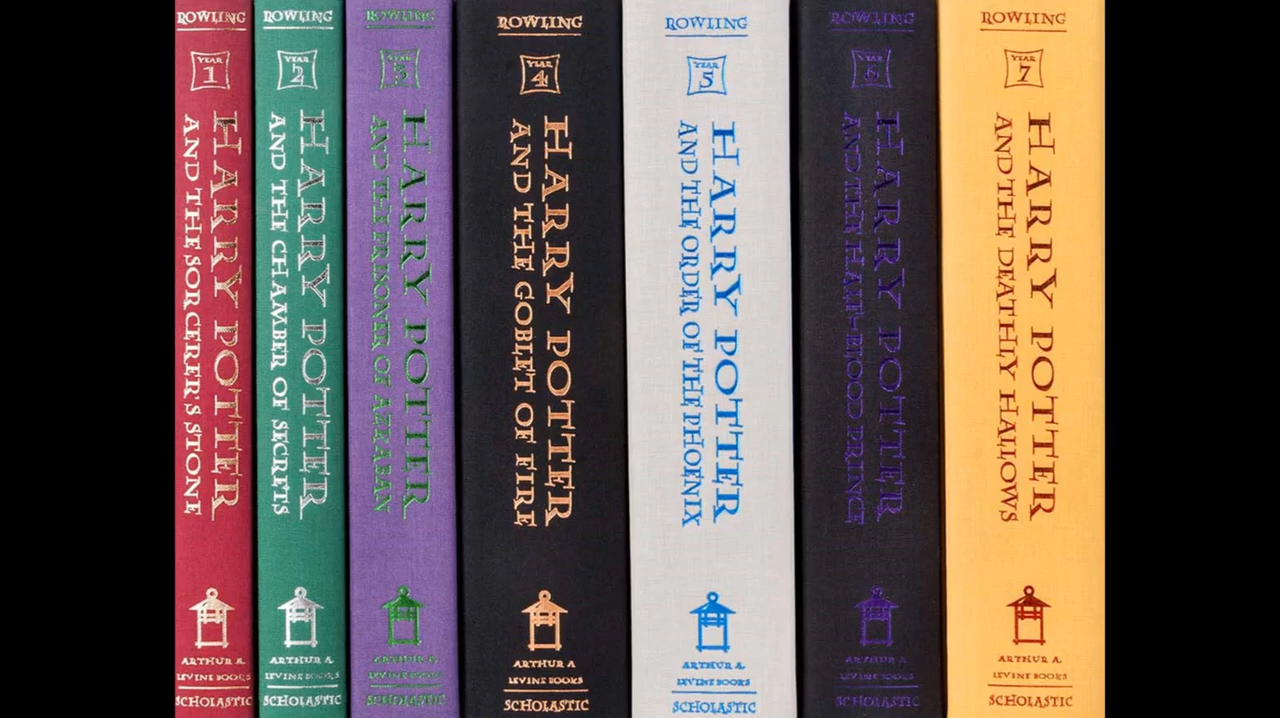 ROWLING
YEAR
1
HARRY POTTER
AND THE SORCERER'S STONE
ARTHUR A.
LEVINE BOOKS
SCHOLASTIC
ROWLING
YEAR
2
HARRY POTTER
AND THE CHAMBER OF SECRETS
ARTHUR A.
LEVINE BOOKS
SCHOLASTIC
ROWLING
YEAR
3
HARRY POTTER
AND THE PRISONER OF AZKABAN
ARTHUR A.
LEVINE BOOKS
SCHOLASTIC
ROWLING
YEAR
4
HARRY POTTER
AND THE GOBLET OF FIRE
ARTHUR A.
LEVINE BOOKS
SCHOLASTIC
ROWLING
YEAR
5
HARRY POTTER
AND THE ORDER OF THE PHOENIX
ARTHUR A.
LEVINE BOOKS
SCHOLASTIC
ROWLING
YEAR
6
HARRY POTTER
AND THE HALF-BLOOD PRINCE
ARTHUR A.
LEVINE BOOKS
SCHOLASTIC
ROWLING
YEAR
7
HARRY POTTER
AND THE DEATHLY HALLOWS
ARTHUR A.
LEVINE BOOKS
SCHOLASTIC